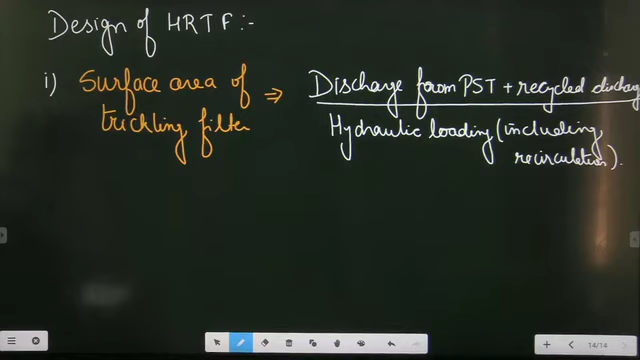 Design of HRTF:-
i) Surface area of trickling filter ⇒ Discharge from PST + recycled discharge
Hydraulic loading (including recirculation).
14/14